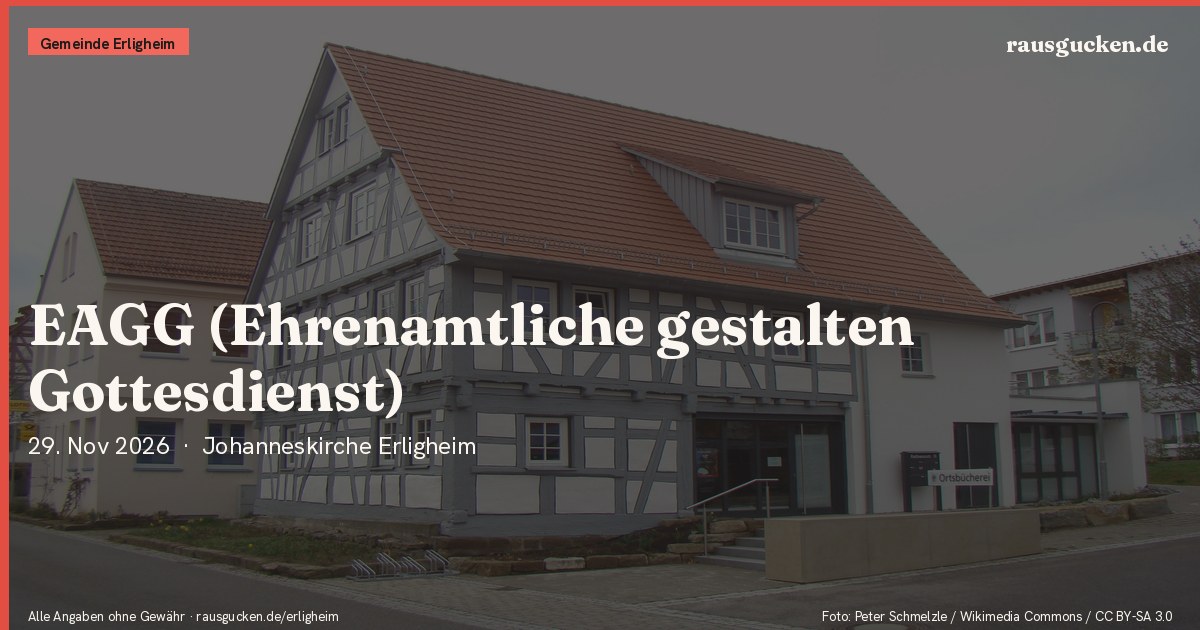 Gemeinde Erligheim
rausgucken.de
EAGG (Ehrenamtliche gestalten
Gottesdienst)
29. Nov 2026 · Johanneskirche Erligheim
Ortsbücherei
Alle Angaben ohne Gewähr · rausgucken.de/erligheim
Foto: Peter Schmelzle / Wikimedia Commons / CC BY-SA 3.0